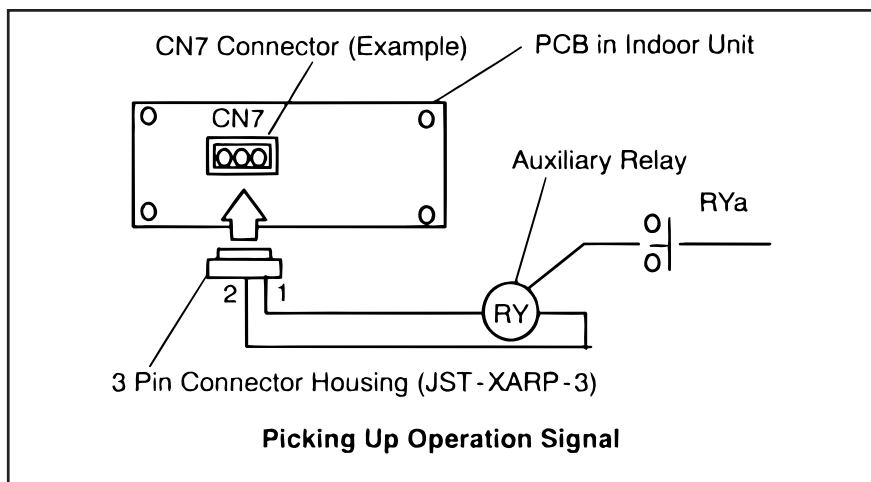 CN7 Connector (Example)
PCB in Indoor Unit
CN7
Auxiliary Relay
RYa
2 1
RY
3 Pin Connector Housing (JST-XARP-3)
Picking Up Operation Signal